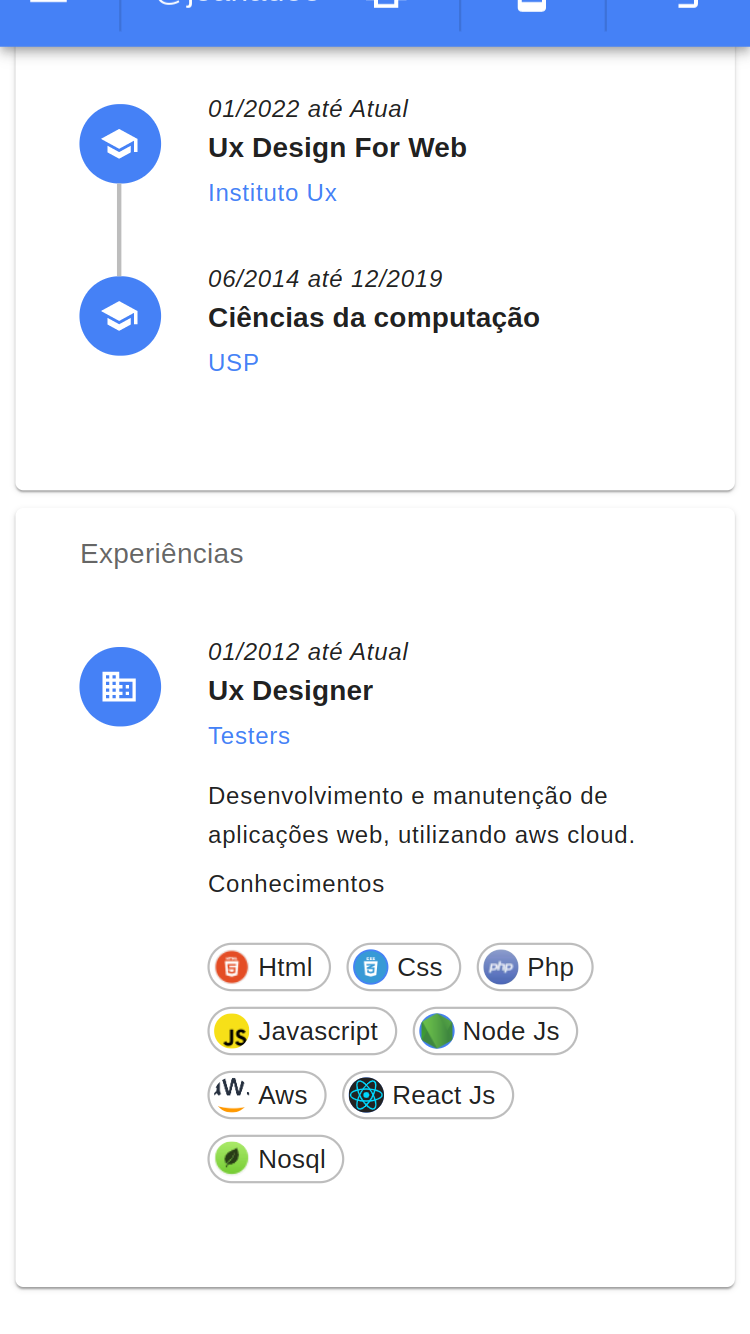 01/2022 até Atual
Ux Design For Web
Instituto Ux
06/2014 até 12/2019
Ciências da computação
USP
Experiências
01/2012 até Atual
Ux Designer
Testers
Desenvolvimento e manutenção de
aplicações web, utilizando aws cloud.
Conhecimentos
Html Css php Php
JS Javascript Node Js
Aws React Js
Nosql